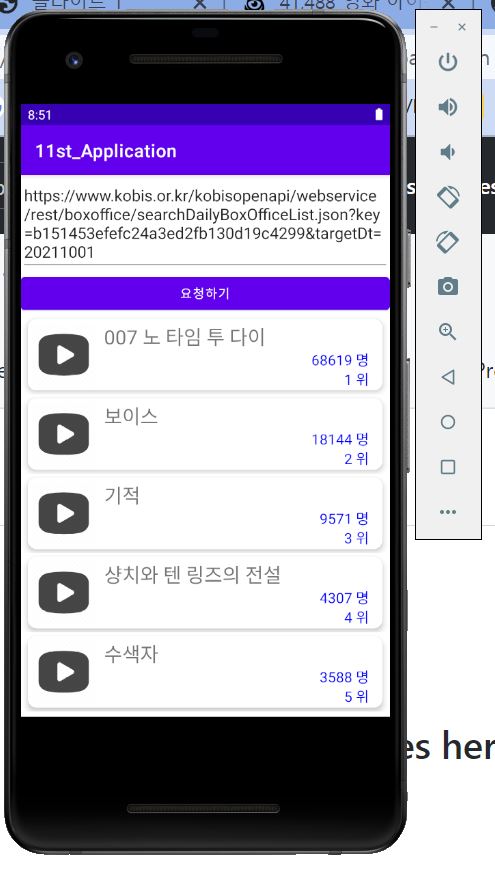 41,488
8:51
11st_Application
https://www.kobis.or.kr/kobisopenapi/webservice
/rest/boxoffice/searchDailyBoxOfficeList.json?key
=b151453efefc24a3ed2fb130d19c4299&targetDt=
20211001
요청하기
007 노 타임 투 다이
68619 명
1 위
보이스
18144 명
2 위
기적
9571 명
3 위
샹치와 텐 링즈의 전설
4307 명
4 위
수색자
3588 명
5 위
es her